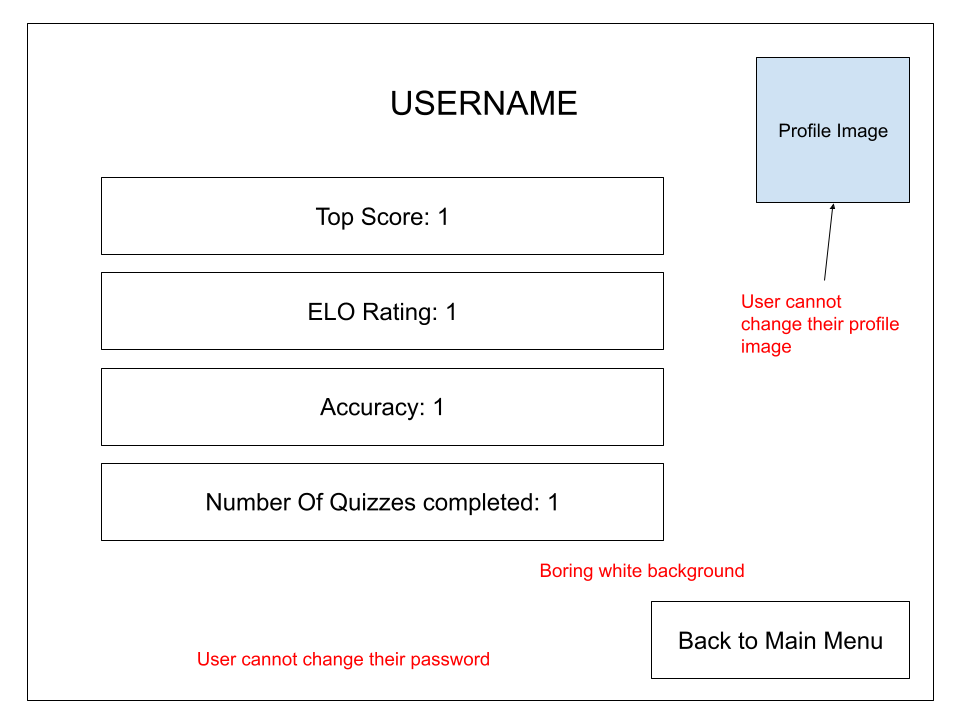 USERNAME
Profile Image
Top Score: 1
ELO Rating: 1
User cannot
change their profile
image
Accuracy: 1
Number Of Quizzes completed: 1
Boring white background
Back to Main Menu
User cannot change their password